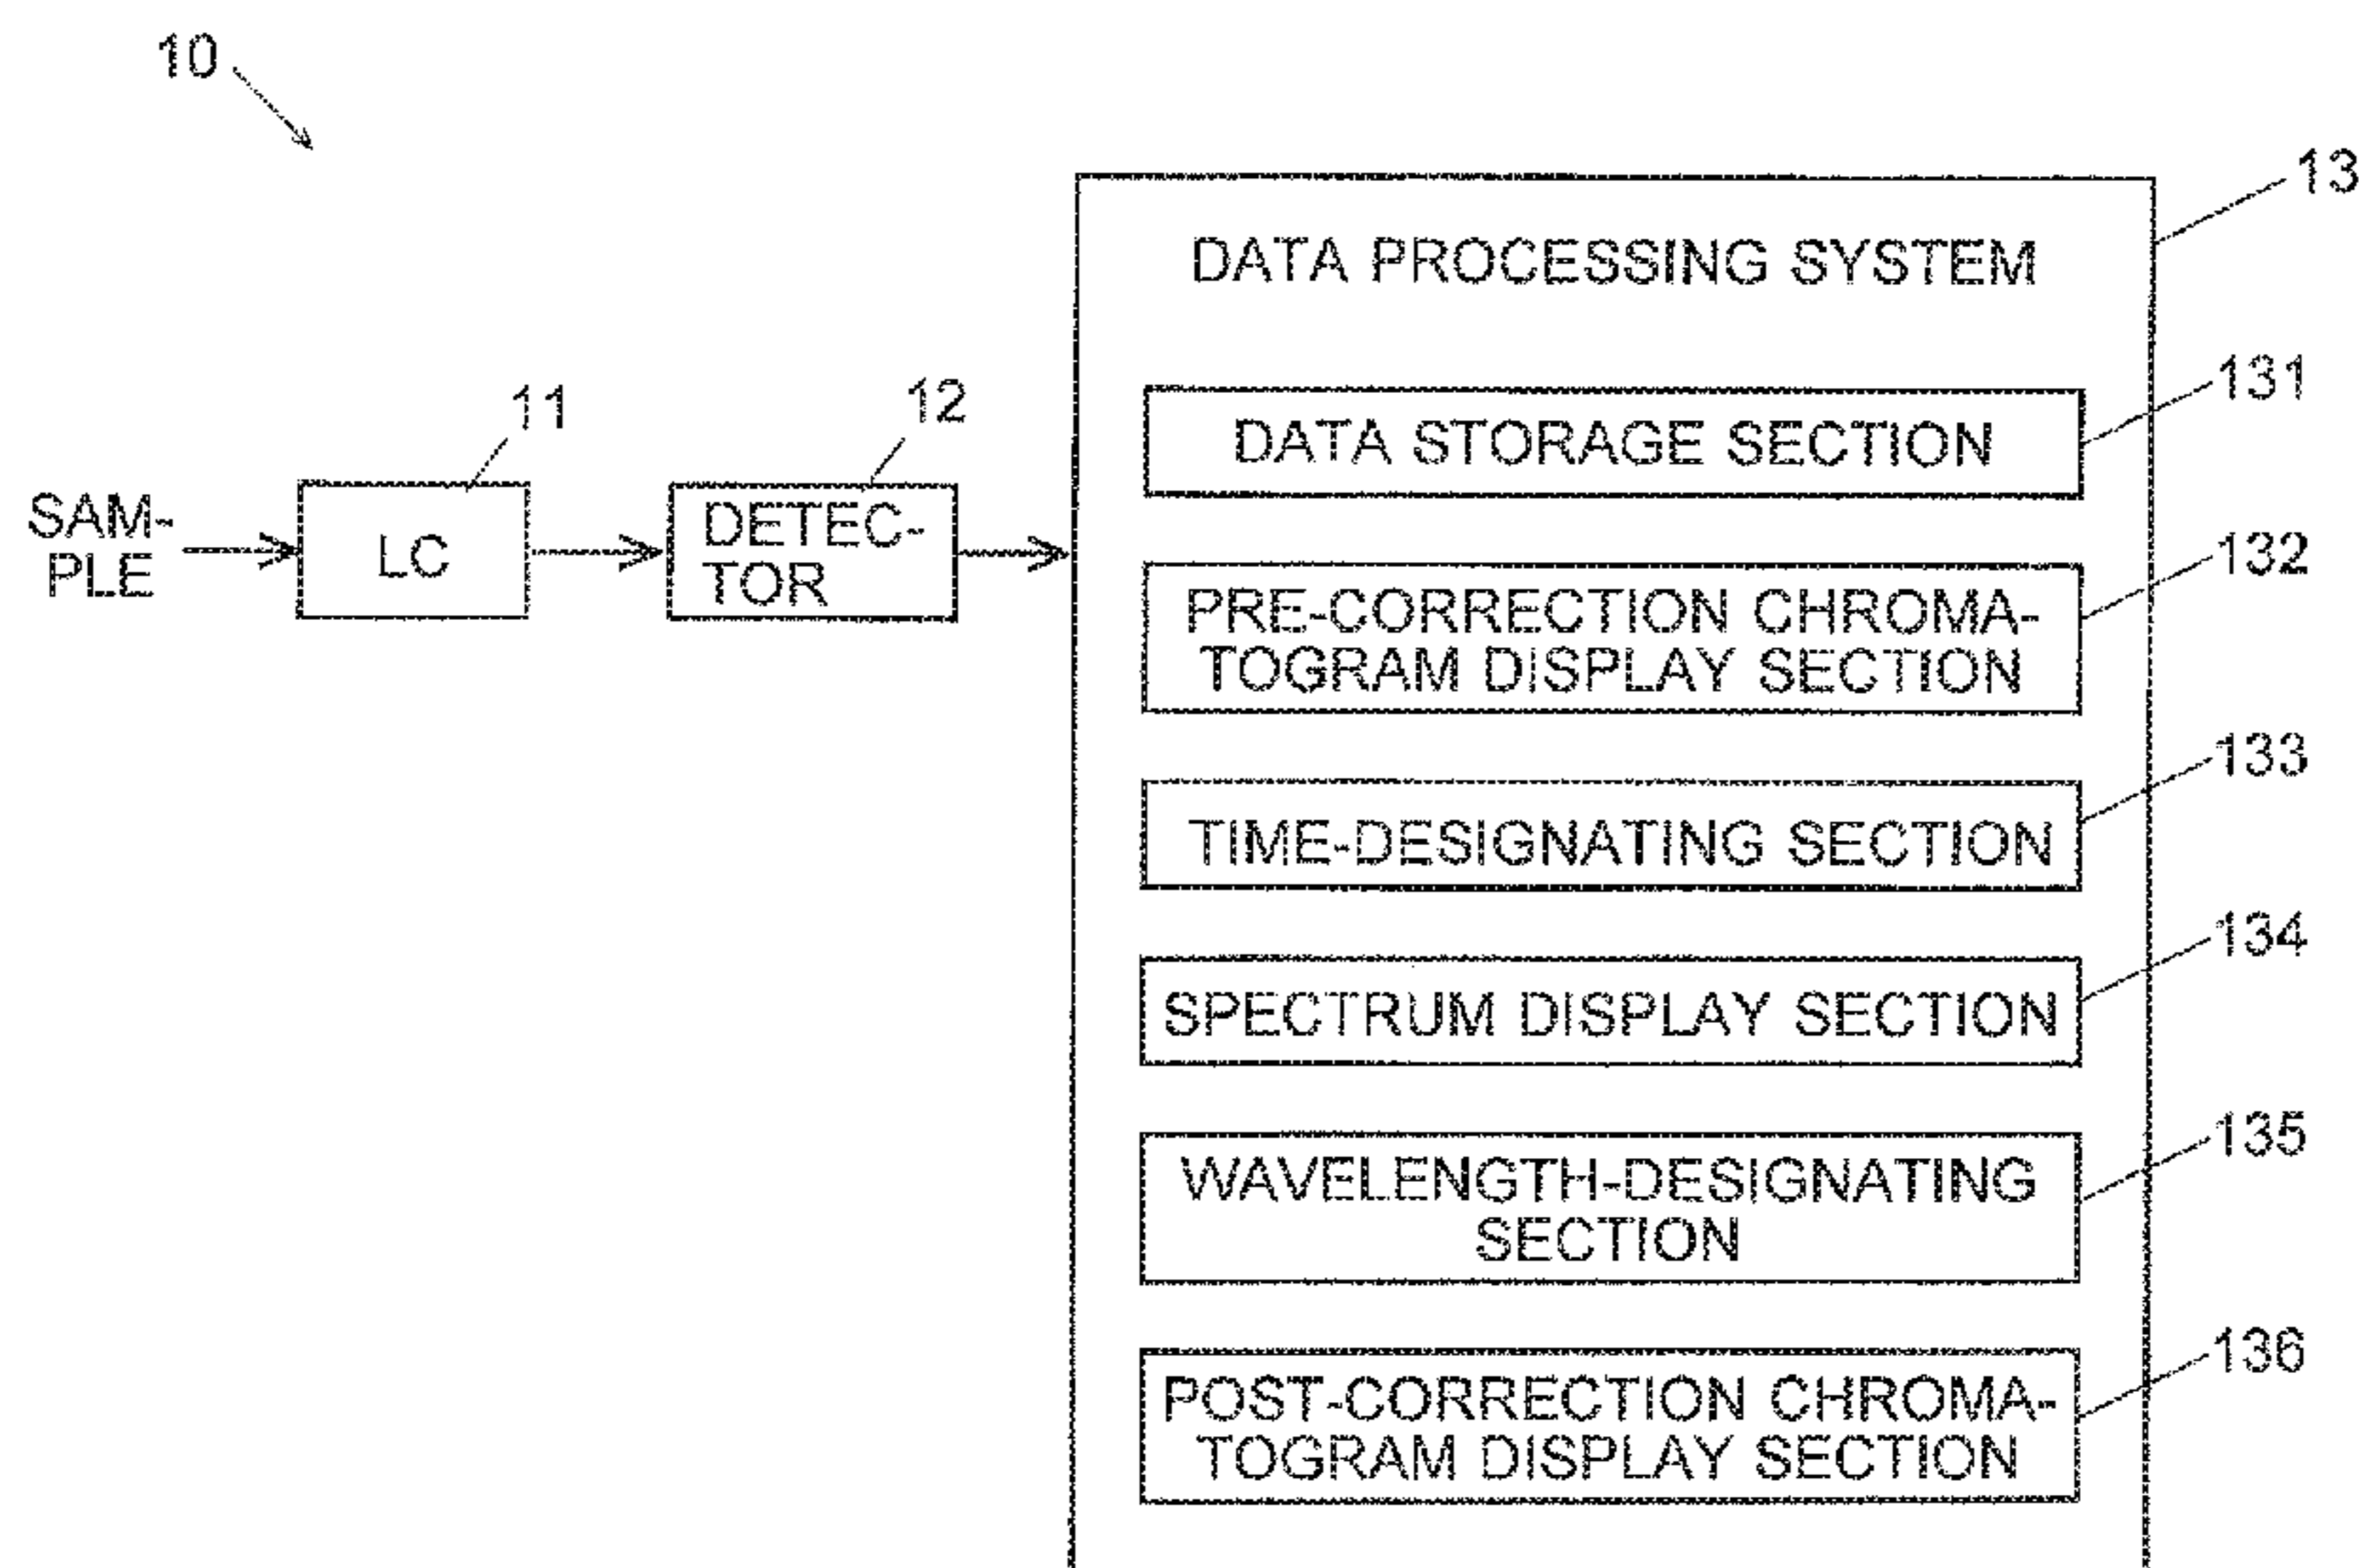 10
13
DATA PROCESSING SYSTEM
131
DATA STORAGE SECTION
11
12
SAM-
PLE
LC
DETEC-
TOR
132
PRE-CORRECTION CHROMA-
TOGRAM DISPLAY SECTION
133
TIME-DESIGNATING SECTION
134
SPECTRUM DISPLAY SECTION
135
WAVELENGTH-DESIGNATING
SECTION
136
POST-CORRECTION CHROMA-
TOGRAM DISPLAY SECTION